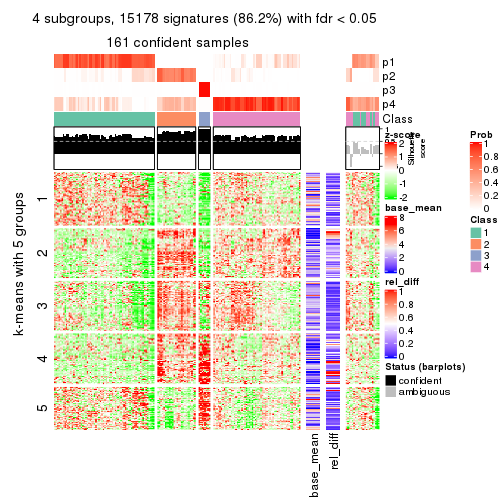 4 subgroups, 15178 signatures (86.2%) with fdr < 0.05
161 confident samples
p1
p2
p3
p4
Class
1
Silhouette
score
z-score
2
1
0
-1
-2
Prob
1
0.8
0.6
0.4
0.2
0
base_mean
8
6
4
2
0
Class
1
2
3
4
rel_diff
1
0.8
0.6
0.4
0.2
0
Status (barplots)
confident
ambiguous
k-means with 5 groups
1
2
3
4
5
base_mean
rel_diff